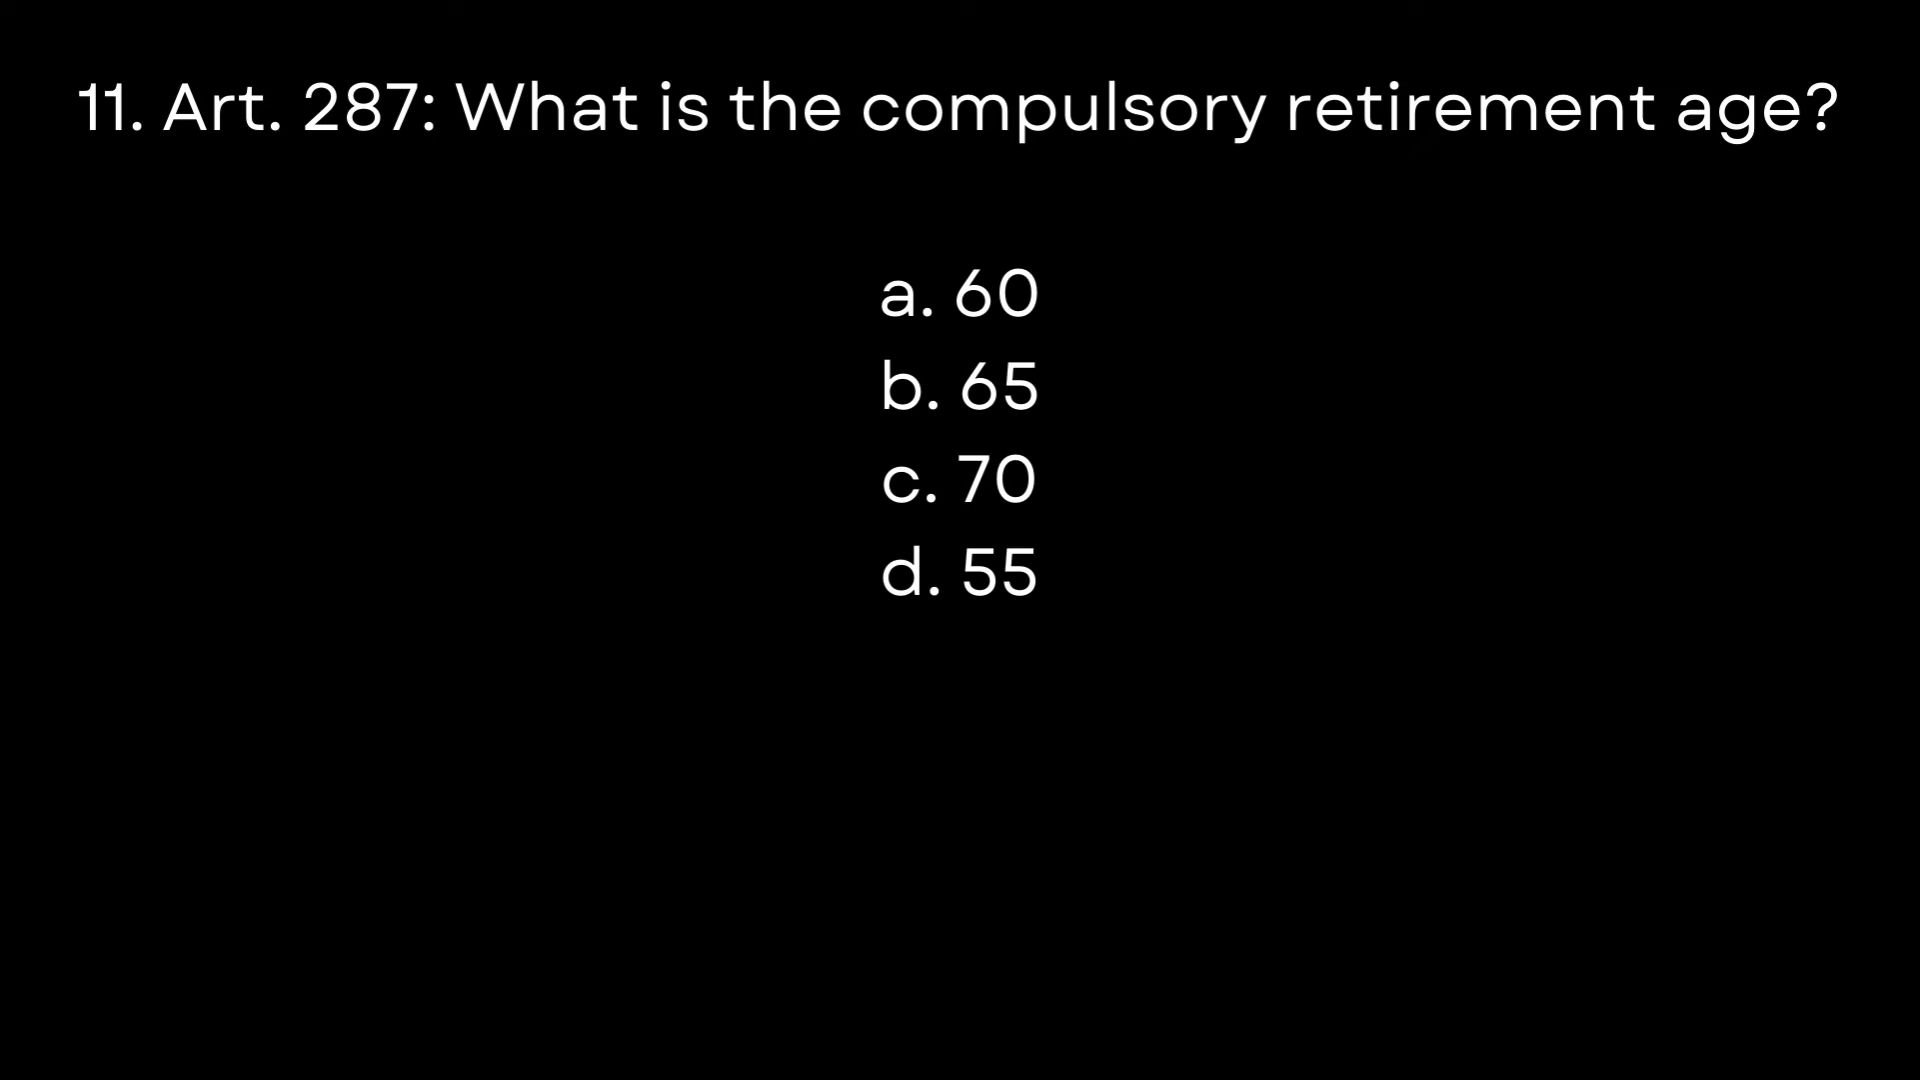 11. Art. 287: What is the compulsory retirement age?
a. 60
b. 65
c. 70
d. 55